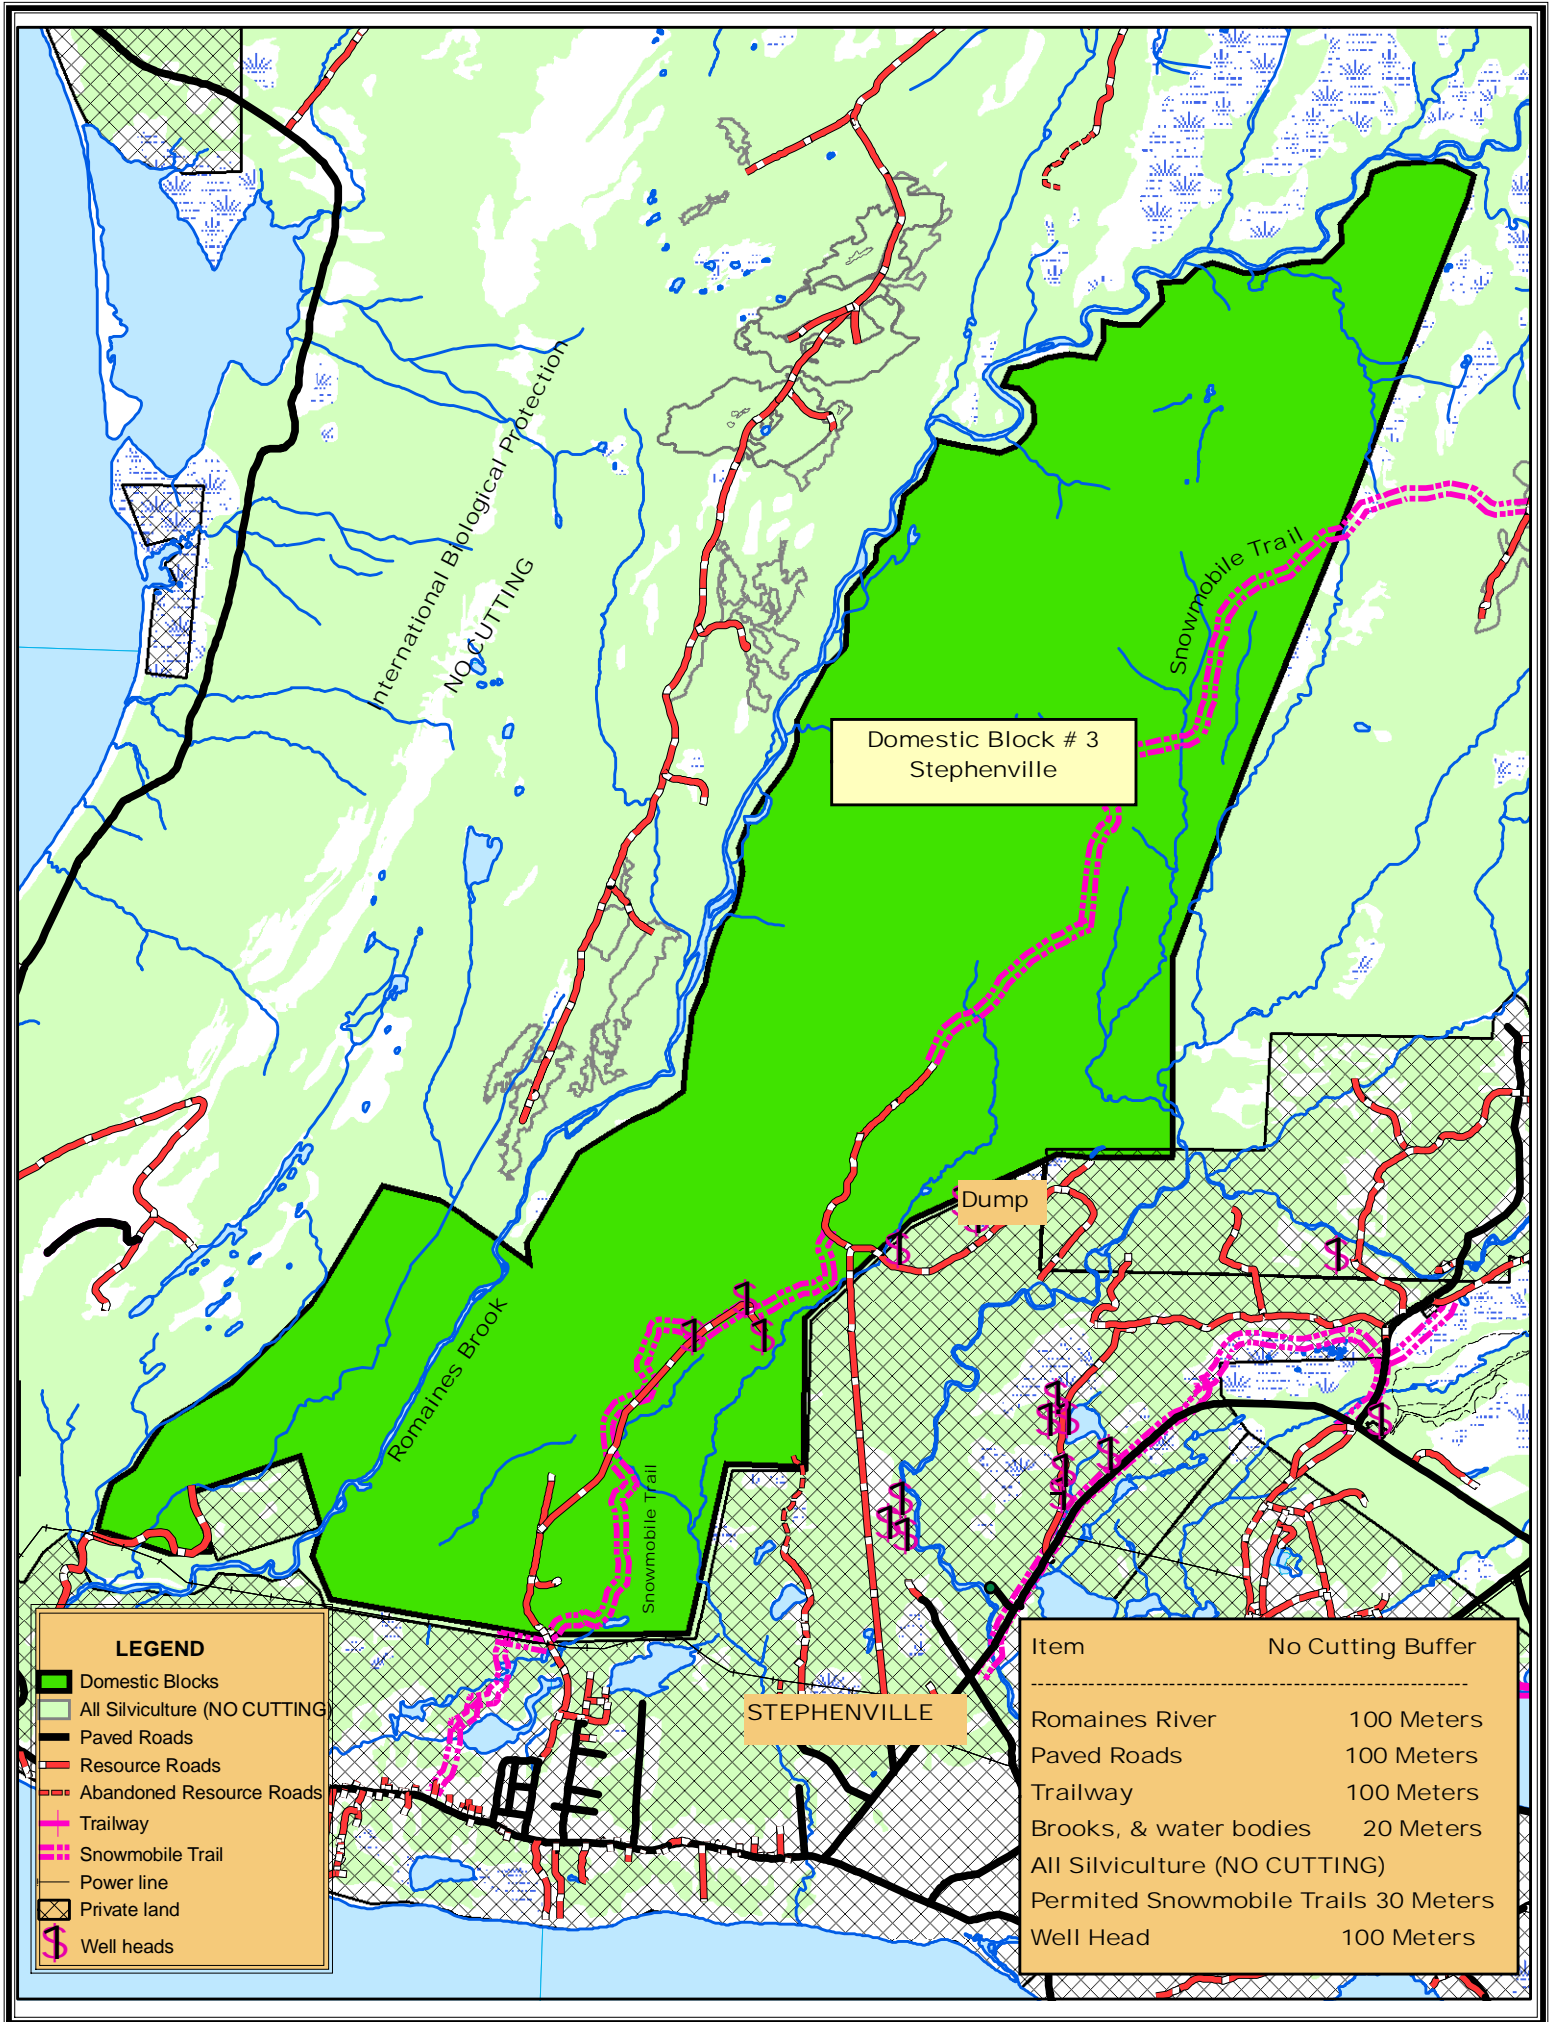 International Biological Protection
NO CUTTING
Snowmobile Trail
Domestic Block # 3
Stephenville
Dump
Romaines Brook
Snowmobile Trail
STEPHENVILLE
LEGEND
Domestic Blocks
All Silviculture (NO CUTTING)
Paved Roads
Resource Roads
Abandoned Resource Roads
Trailway
Snowmobile Trail
Power line
Private land
Well heads
Item No Cutting Buffer
--------------------------------------------------------------
Romaines River 100 Meters
Paved Roads 100 Meters
Trailway 100 Meters
Brooks, & water bodies 20 Meters
All Silviculture (NO CUTTING)
Permited Snowmobile Trails 30 Meters
Well Head 100 Meters